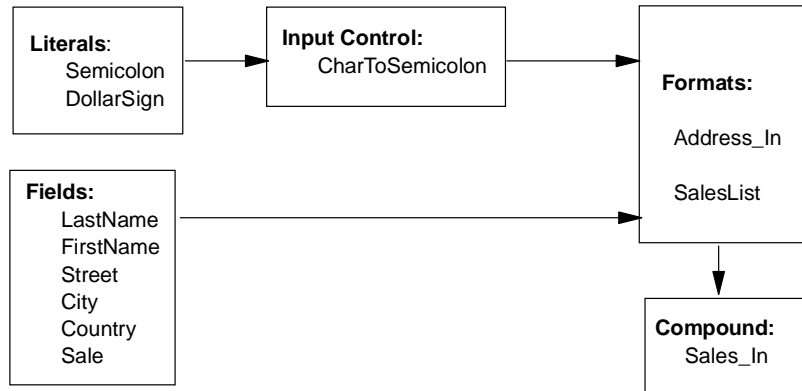 Literals:
Semicolon
DollarSign
Input Control:
CharToSemicolon
Formats:
Address_In
SalesList
Fields:
LastName
FirstName
Street
City
Country
Sale
Compound:
Sales_In